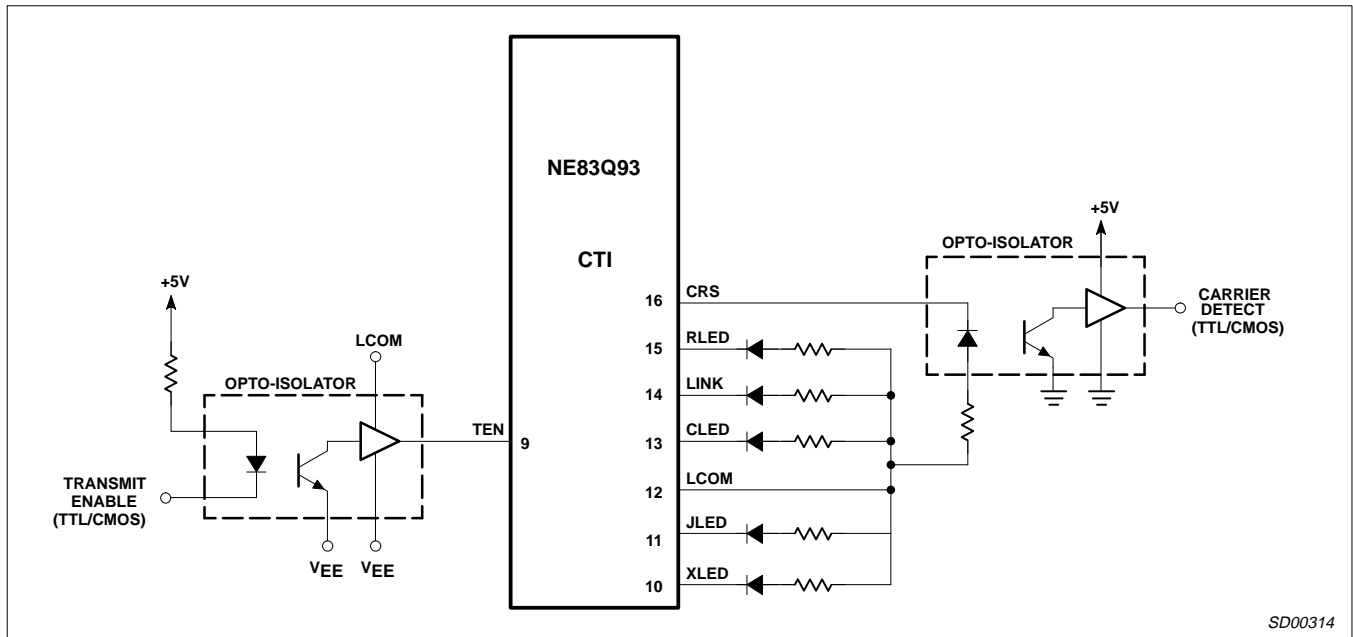 NE83Q93
CTI
+5V
LCOM
OPTO-ISOLATOR
TRANSMIT
ENABLE
(TTL/CMOS)
VEE
VEE
TEN
9
16
CRS
15
RLED
14
LINK
13
CLED
12
LCOM
11
JLED
10
XLED
+5V
OPTO-ISOLATOR
CARRIER
DETECT
(TTL/CMOS)
SD00314